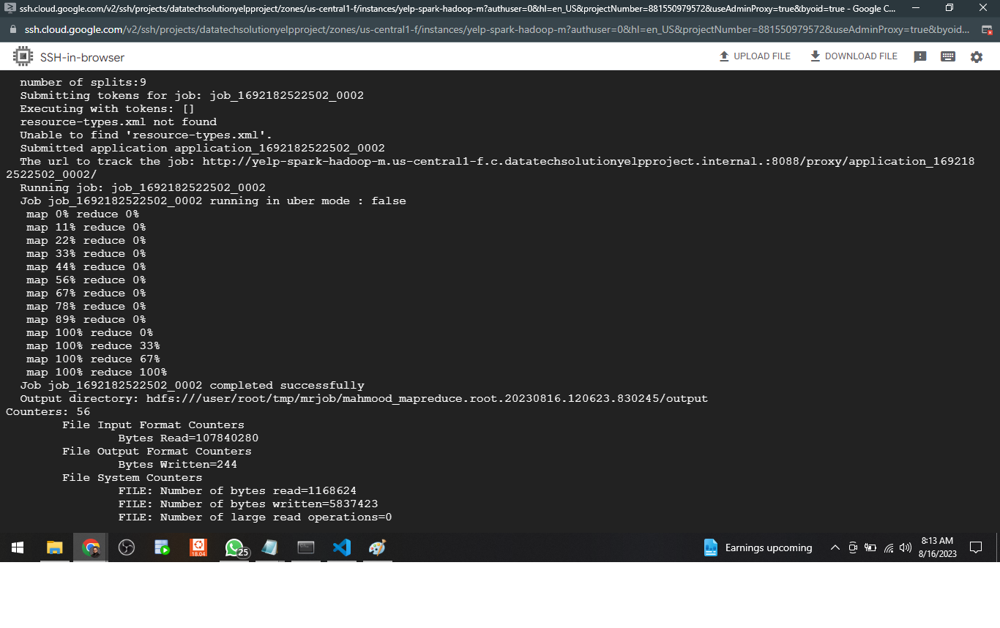 ssh.cloud.google.com/v2/ssh/projects/datatechsolutionyelpproject/zones/us-central1-f/instances/yelp-spark-hadoop-m?authuser=0&hl=en_US&projectNumber=881550979572&useAdminProxy=true&byoid=true - Google C...
ssh.cloud.google.com/v2/ssh/projects/datatechsolutionyelpproject/zones/us-central1-f/instances/yelp-spark-hadoop-m?authuser=0&hl=en_US&projectNumber=881550979572&useAdminProxy=true&byoid...
SSH-in-browser
UPLOAD FILE
DOWNLOAD FILE
number of splits:9
Submitting tokens for job: job_1692182522502_0002
Executing with tokens: []
resource-types.xml not found
Unable to find 'resource-types.xml'.
Submitted application application_1692182522502_0002
The url to track the job: http://yelp-spark-hadoop-m.us-central1-f.c.datatechsolutionyelpproject.internal.:8088/proxy/application_169218
2522502_0002/
Running job: job_1692182522502_0002
Job job_1692182522502_0002 running in uber mode : false
map 0% reduce 0%
map 11% reduce 0%
map 22% reduce 0%
map 33% reduce 0%
map 44% reduce 0%
map 56% reduce 0%
map 67% reduce 0%
map 78% reduce 0%
map 89% reduce 0%
map 100% reduce 0%
map 100% reduce 33%
map 100% reduce 67%
map 100% reduce 100%
Job job_1692182522502_0002 completed successfully
Output directory: hdfs:///user/root/tmp/mrjob/mahmood_mapreduce.root.20230816.120623.830245/output
Counters: 56
File Input Format Counters
Bytes Read=107840280
File Output Format Counters
Bytes Written=244
File System Counters
FILE: Number of bytes read=1168624
FILE: Number of bytes written=5837423
FILE: Number of large read operations=0
18.04
25
Earnings upcoming
8:13 AM
8/16/2023